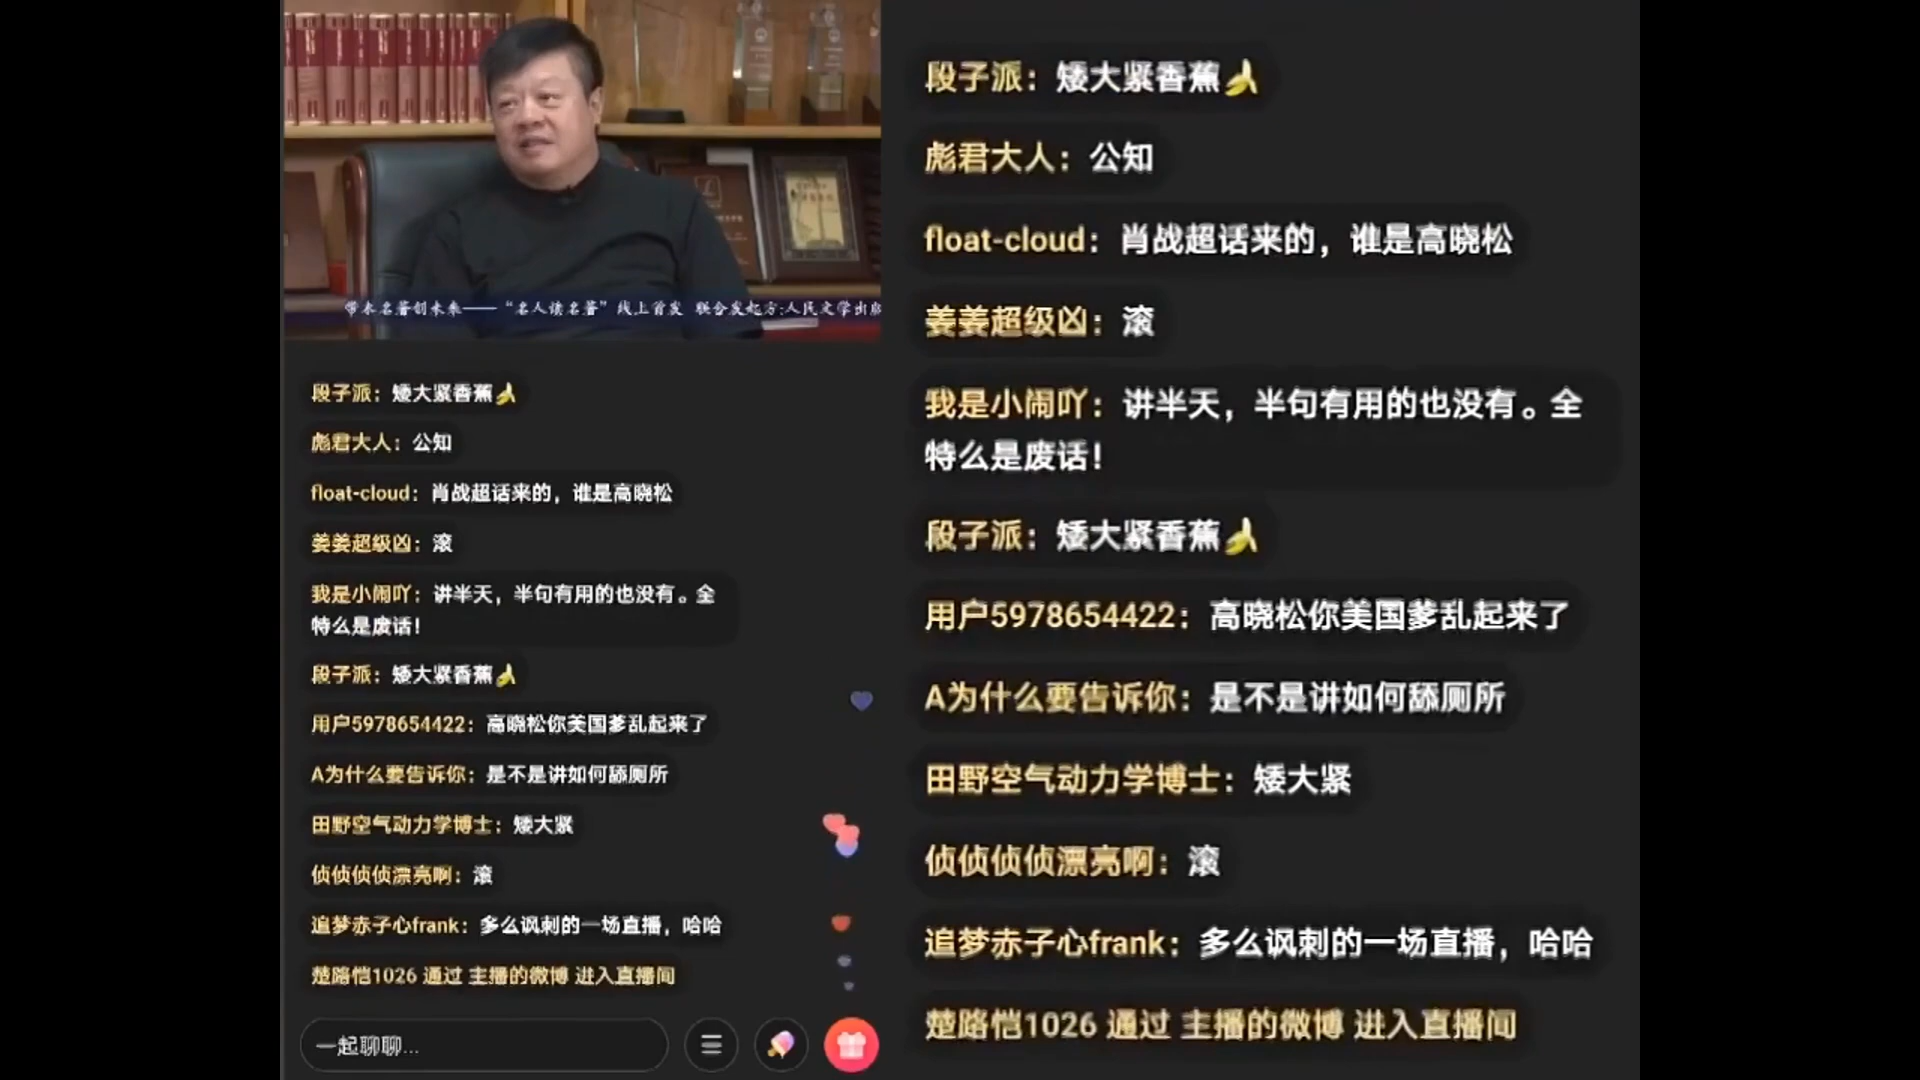 带本名著创未来——“名人读名著”线上首发 联合发起方:人民文学出版
段子派：矮大紧香蕉🍌
彪君大人：公知
float-cloud：肖战超话来的，谁是高晓松
姜姜超级凶：滚
我是小闹吖：讲半天，半句有用的也没有。全
特么是废话！
段子派：矮大紧香蕉🍌
用户5978654422：高晓松你美国爹乱起来了
A为什么要告诉你：是不是讲如何舔厕所
田野空气动力学博士：矮大紧
侦侦侦侦漂亮啊：滚
追梦赤子心frank：多么讽刺的一场直播，哈哈
楚路恺1026 通过 主播的微博 进入直播间
一起聊聊...
段子派：矮大紧香蕉🍌
彪君大人：公知
float-cloud：肖战超话来的，谁是高晓松
姜姜超级凶：滚
我是小闹吖：讲半天，半句有用的也没有。全
特么是废话！
段子派：矮大紧香蕉🍌
用户5978654422：高晓松你美国爹乱起来了
A为什么要告诉你：是不是讲如何舔厕所
田野空气动力学博士：矮大紧
侦侦侦侦漂亮啊：滚
追梦赤子心frank：多么讽刺的一场直播，哈哈
楚路恺1026 通过 主播的微博 进入直播间